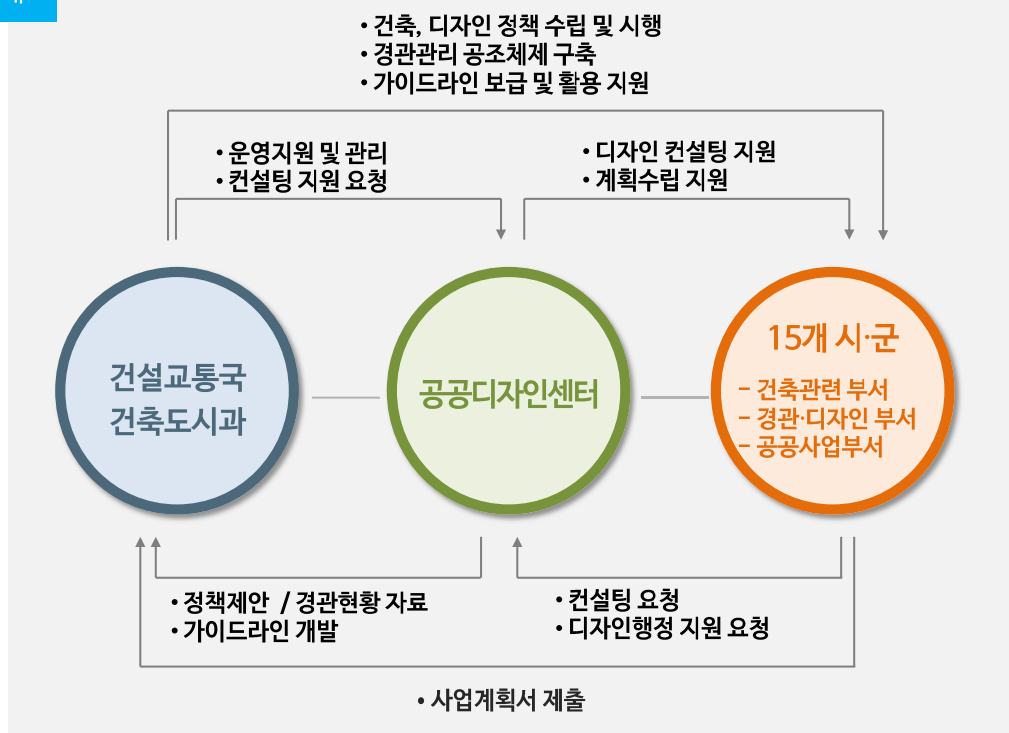 • 건축, 디자인 정책 수립 및 시행
• 경관관리 공조체제 구축
• 가이드라인 보급 및 활용 지원
• 운영지원 및 관리
• 컨설팅 지원 요청
• 디자인 컨설팅 지원
• 계획수립 지원
건설교통국
건축도시과
공공디자인센터
15개 시·군
- 건축관련 부서
- 경관·디자인 부서
- 공공사업부서
• 정책제안 / 경관현황 자료
• 가이드라인 개발
• 컨설팅 요청
• 디자인행정 지원 요청
• 사업계획서 제출